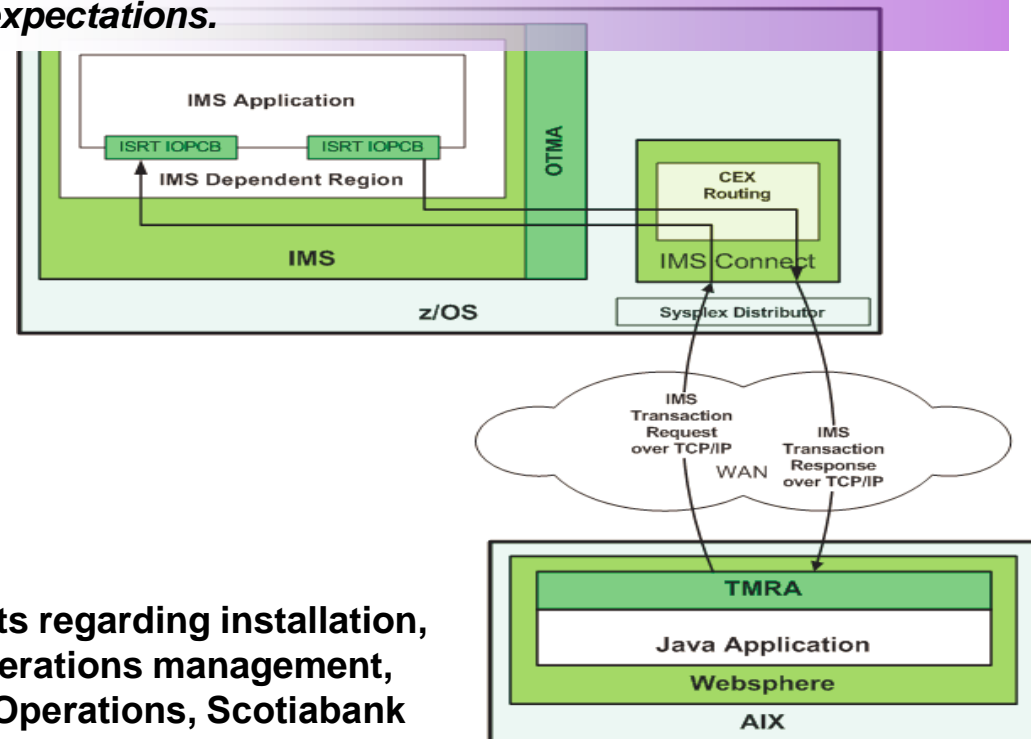 expectations.
IMS Application
ISRT IOPCB
ISRT IOPCB
IMS Dependent Region
OTMA
IMS
CEX
Routing
IMS Connect
z/OS
Sysplex Distributor
IMS
Transaction
Request
over TCP/IP
WAN
IMS
Transaction
Response
over TCP/IP
TMRA
Java Application
Websphere
AIX
ts regarding installation,
erations management,
Operations, Scotiabank